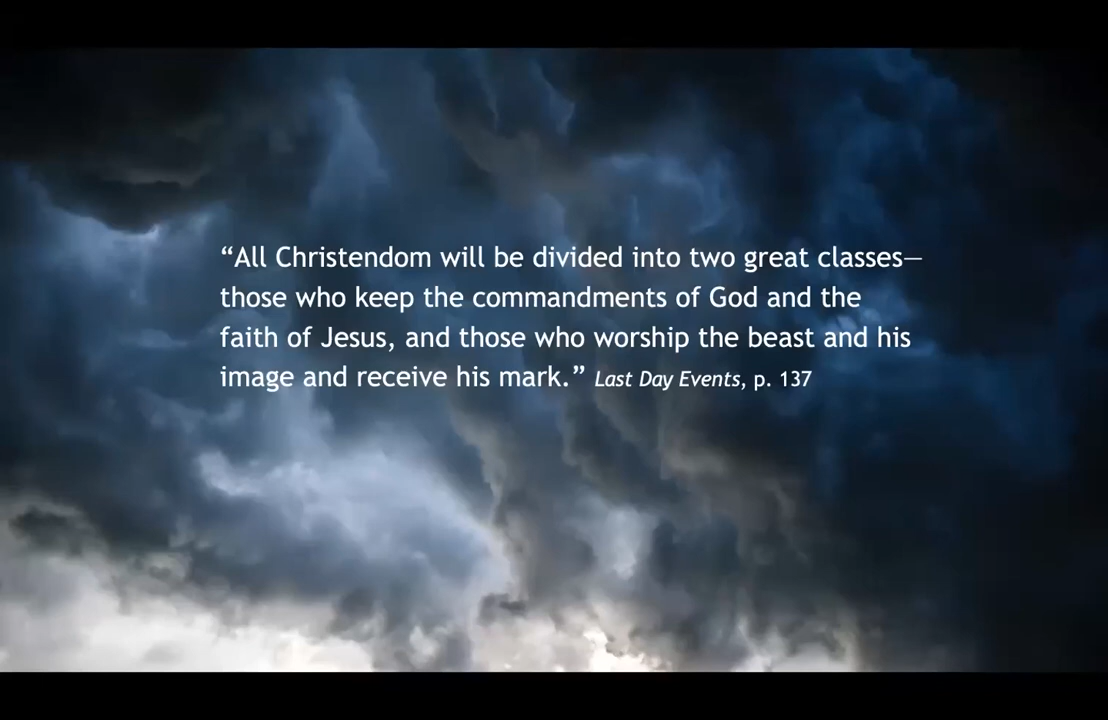 “All Christendom will be divided into two great classes—
those who keep the commandments of God and the
faith of Jesus, and those who worship the beast and his
image and receive his mark.” Last Day Events, p. 137